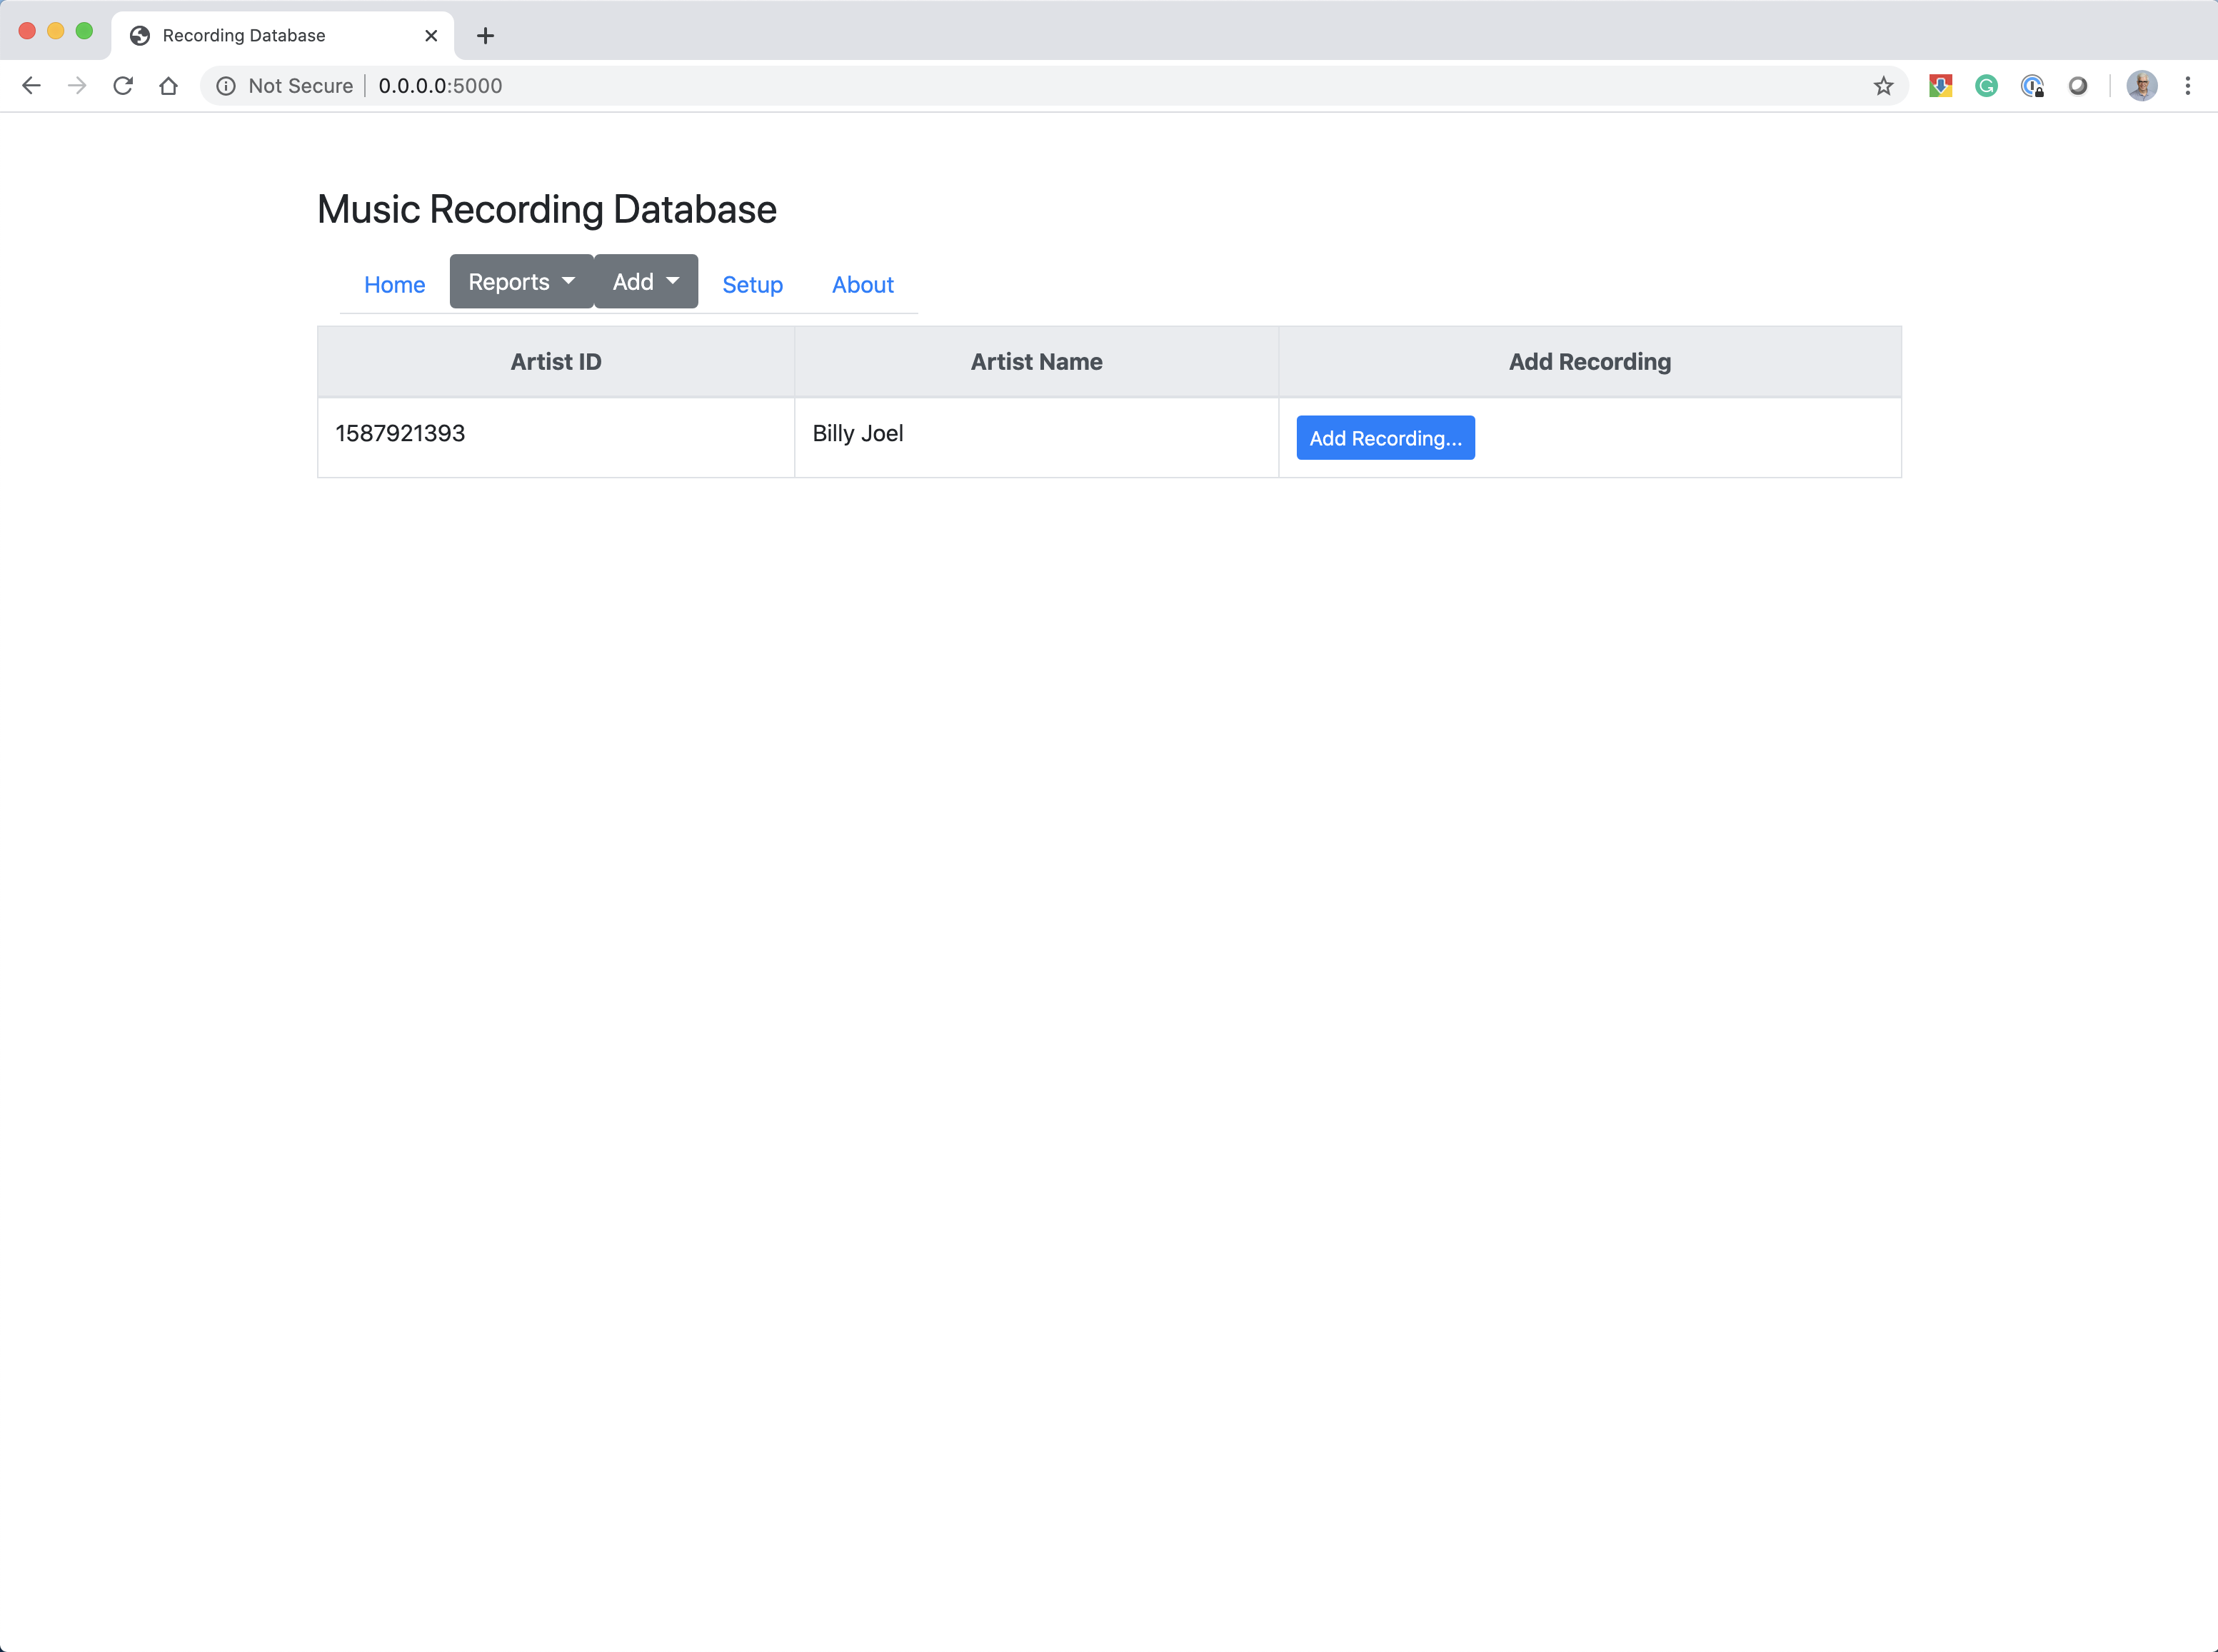 Recording Database
Not Secure 0.0.0.0:5000
Music Recording Database
Home Reports Add Setup About
Artist ID Artist Name Add Recording
1587921393 Billy Joel Add Recording...